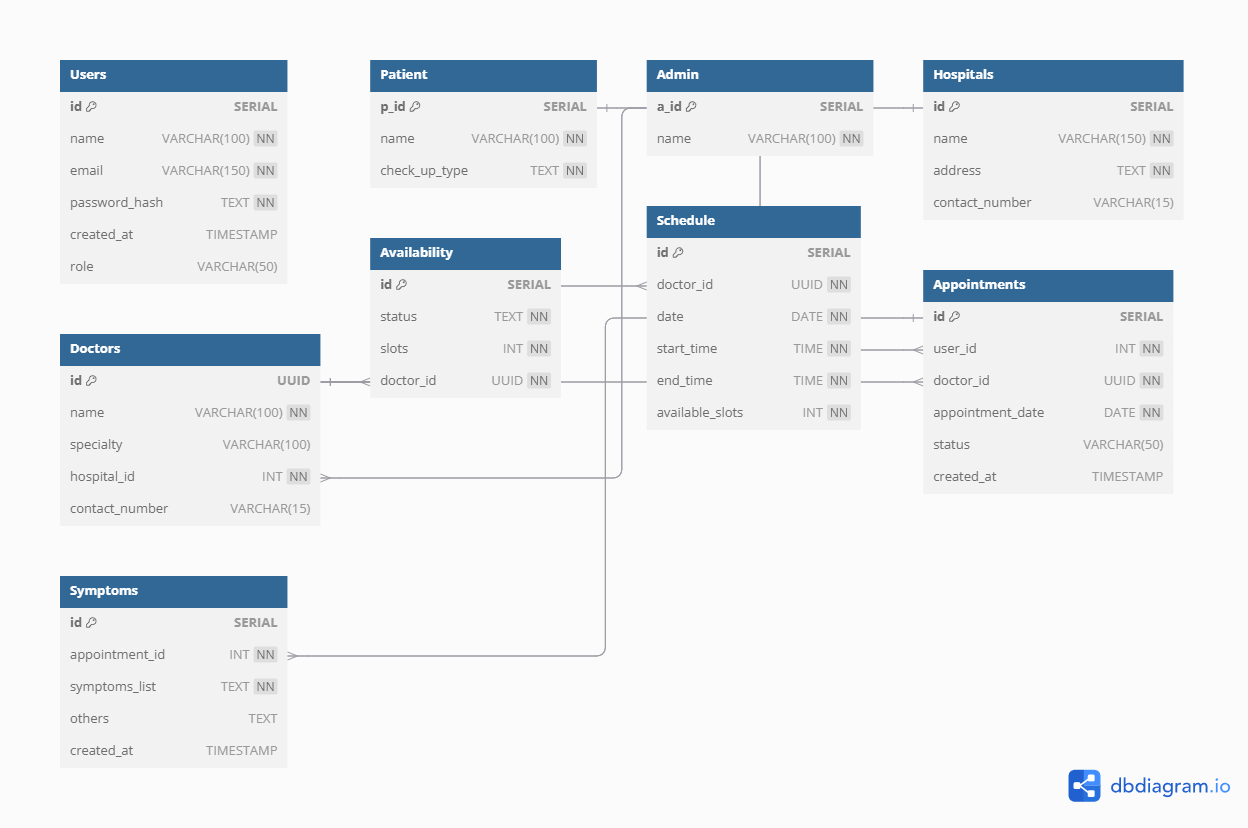 Users
id SERIAL
name VARCHAR(100) NN
email VARCHAR(150) NN
password_hash TEXT NN
created_at TIMESTAMP
role VARCHAR(50)
Patient
p_id SERIAL
name VARCHAR(100) NN
check_up_type TEXT NN
Admin
a_id SERIAL
name VARCHAR(100) NN
Hospitals
id SERIAL
name VARCHAR(150) NN
address TEXT NN
contact_number VARCHAR(15)
Availability
id SERIAL
status TEXT NN
slots INT NN
doctor_id UUID NN
Schedule
id SERIAL
doctor_id UUID NN
date DATE NN
start_time TIME NN
end_time TIME NN
available_slots INT NN
Appointments
id SERIAL
user_id INT NN
doctor_id UUID NN
appointment_date DATE NN
status VARCHAR(50)
created_at TIMESTAMP
Doctors
id UUID
name VARCHAR(100) NN
specialty VARCHAR(100)
hospital_id INT NN
contact_number VARCHAR(15)
Symptoms
id SERIAL
appointment_id INT NN
symptoms_list TEXT NN
others TEXT
created_at TIMESTAMP
dbdiagram.io